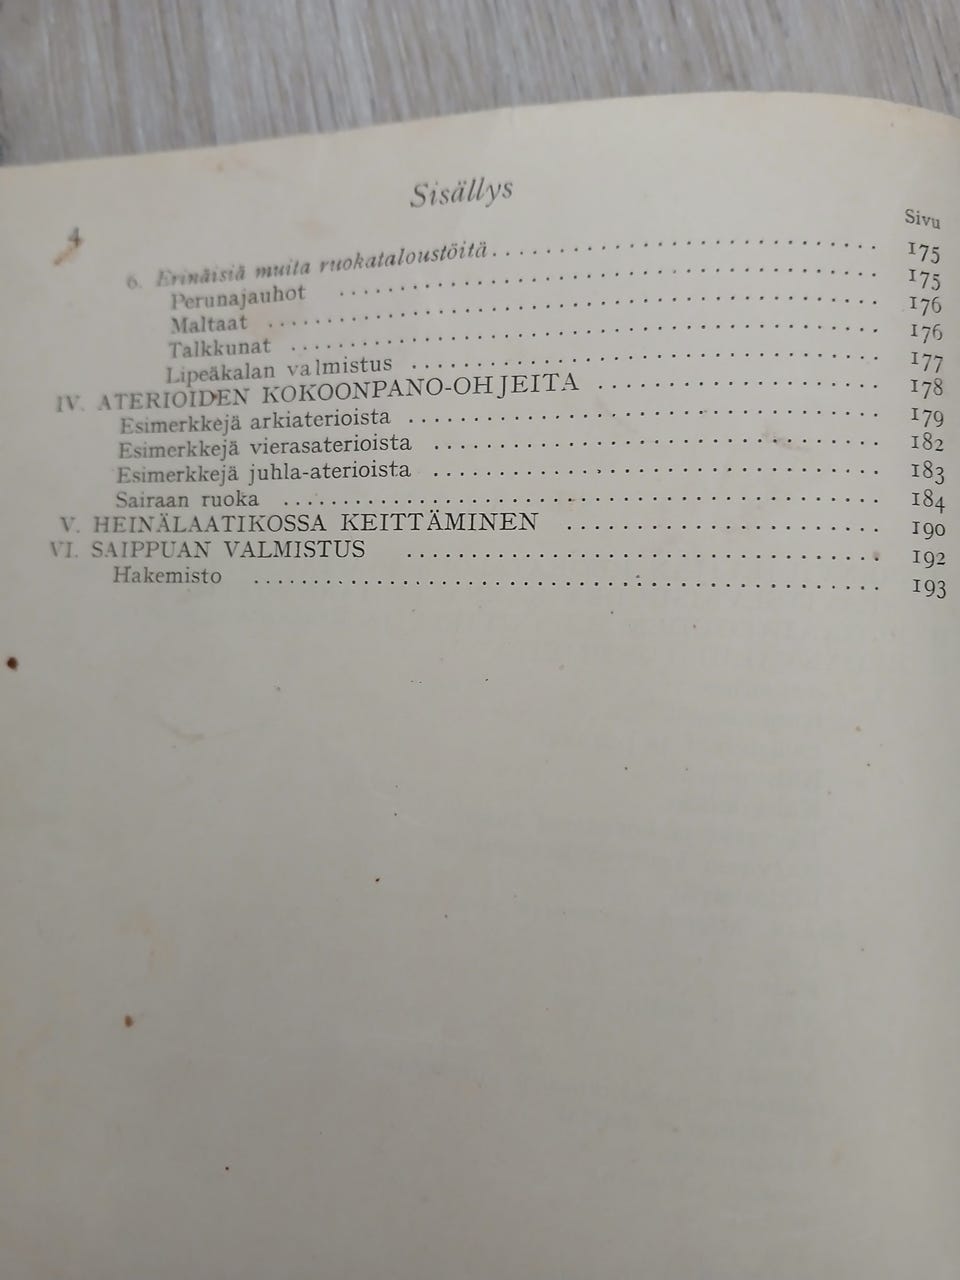 Sisällys
4
Sivu
6. Erinäisiä muita ruokataloustöitä . . . . . . . . . . . . . . . . . . . . . . . . . . . . 175
Perunajauhot . . . . . . . . . . . . . . . . . . . . . . . . . . . . . . . . . . . . . . . 175
Maltaat . . . . . . . . . . . . . . . . . . . . . . . . . . . . . . . . . . . . . . . . . . . 176
Talkkunat . . . . . . . . . . . . . . . . . . . . . . . . . . . . . . . . . . . . . . . . . 176
Lipeäkalan valmistus . . . . . . . . . . . . . . . . . . . . . . . . . . . . . . . . . 177
IV. ATERIOIDEN KOKOONPANO-OHJEITA . . . . . . . . . . . . . . . . . . 178
Esimerkkejä arkiaterioista . . . . . . . . . . . . . . . . . . . . . . . . . . . . . . 179
Esimerkkejä vierasaterioista . . . . . . . . . . . . . . . . . . . . . . . . . . . . 182
Esimerkkejä juhla-aterioista . . . . . . . . . . . . . . . . . . . . . . . . . . . . 183
Sairaan ruoka . . . . . . . . . . . . . . . . . . . . . . . . . . . . . . . . . . . . . . . 184
V. HEINÄLAATIKOSSA KEITTÄMINEN . . . . . . . . . . . . . . . . . . . . 190
VI. SAIPPUAN VALMISTUS . . . . . . . . . . . . . . . . . . . . . . . . . . . . . . 192
Hakemisto . . . . . . . . . . . . . . . . . . . . . . . . . . . . . . . . . . . . . . . . . 193